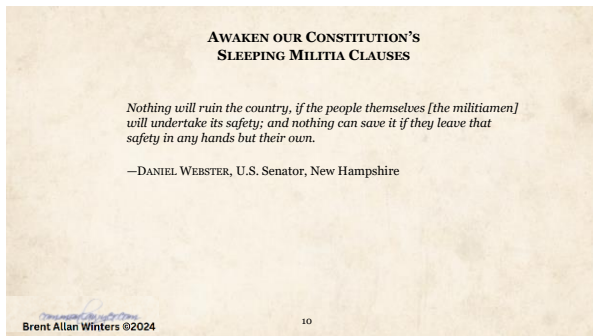 AWAKEN OUR CONSTITUTION'S
SLEEPING MILITIA CLAUSES
Nothing will ruin the country, if the people themselves [the militiamen]
will undertake its safety; and nothing can save it if they leave that
safety in any hands but their own.
—DANIEL WEBSTER, U.S. Senator, New Hampshire
Brent Allan Winters ©2024
10